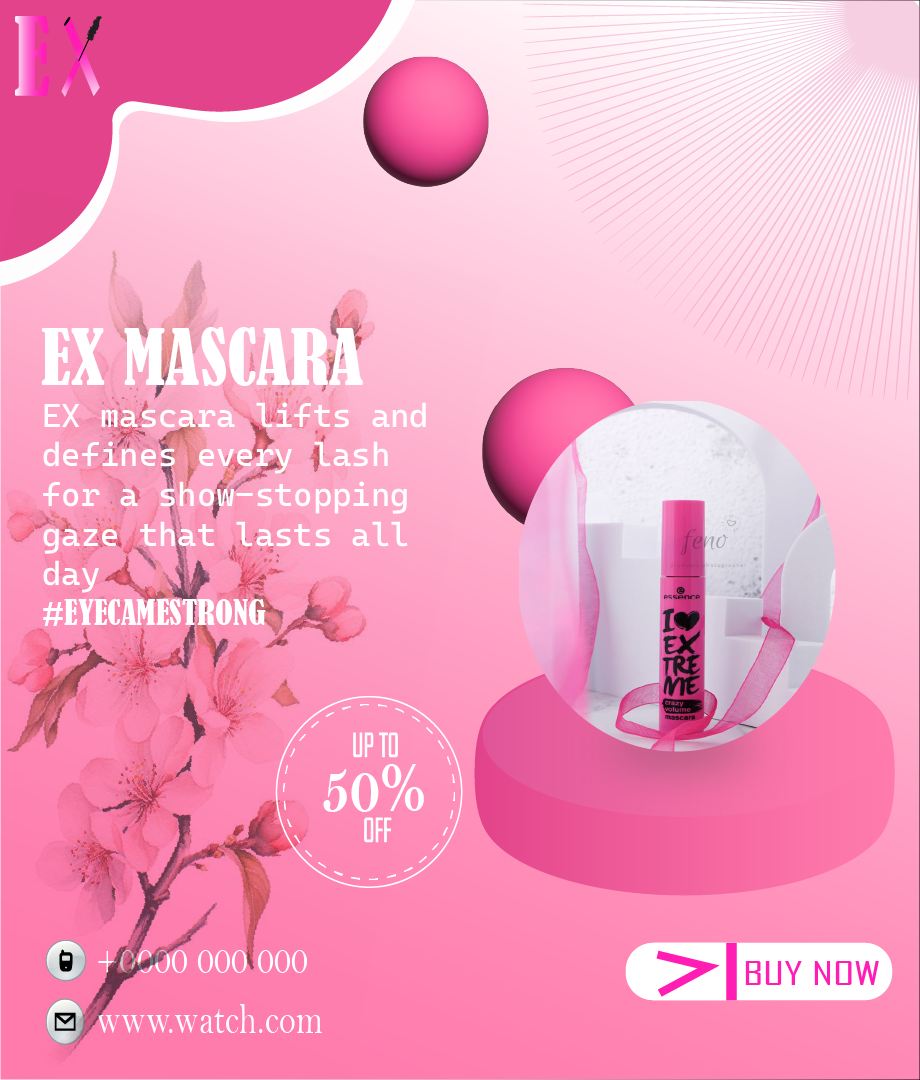 EX
EX MASCARA
EX mascara lifts and
defines every lash
for a show-stopping
gaze that lasts all
day
#EYECAMESTRONG
feno
essence
I
EX
TRE
ME
crazy
volume
mascara
UP TO
50%
OFF
+0000 000 000
www.watch.com
BUY NOW